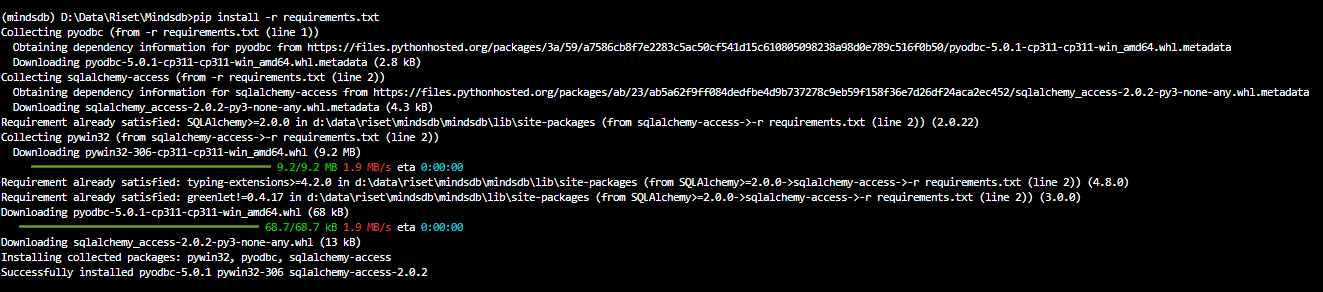 (mindsdb) D:\Data\Riset\Mindsdb>pip install -r requirements.txt
Collecting pyodbc (from -r requirements.txt (line 1))
  Obtaining dependency information for pyodbc from https://files.pythonhosted.org/packages/3a/59/a7586cb8f7e2283c5ac50cf541d15c610805098238a98d0e789c516f0b50/pyodbc-5.0.1-cp311-cp311-win_amd64.whl.metadata
  Downloading pyodbc-5.0.1-cp311-cp311-win_amd64.whl.metadata (2.8 kB)
Collecting sqlalchemy-access (from -r requirements.txt (line 2))
  Obtaining dependency information for sqlalchemy-access from https://files.pythonhosted.org/packages/ab/23/ab5a62f9ff084dedfbe4d9b737278c9eb59f158f36e7d26df24aca2ec452/sqlalchemy_access-2.0.2-py3-none-any.whl.metadata
  Downloading sqlalchemy_access-2.0.2-py3-none-any.whl.metadata (4.3 kB)
Requirement already satisfied: SQLAlchemy>=2.0.0 in d:\data\riset\mindsdb\mindsdb\lib\site-packages (from sqlalchemy-access->-r requirements.txt (line 2)) (2.0.22)
Collecting pywin32 (from sqlalchemy-access->-r requirements.txt (line 2))
  Downloading pywin32-306-cp311-cp311-win_amd64.whl (9.2 MB)
9.2/9.2 MB 1.9 MB/s eta 0:00:00
Requirement already satisfied: typing-extensions>=4.2.0 in d:\data\riset\mindsdb\mindsdb\lib\site-packages (from SQLAlchemy>=2.0.0->sqlalchemy-access->-r requirements.txt (line 2)) (4.8.0)
Requirement already satisfied: greenlet!=0.4.17 in d:\data\riset\mindsdb\mindsdb\lib\site-packages (from SQLAlchemy>=2.0.0->sqlalchemy-access->-r requirements.txt (line 2)) (3.0.0)
Downloading pyodbc-5.0.1-cp311-cp311-win_amd64.whl (68 kB)
68.7/68.7 kB 1.9 MB/s eta 0:00:00
Downloading sqlalchemy_access-2.0.2-py3-none-any.whl (13 kB)
Installing collected packages: pywin32, pyodbc, sqlalchemy-access
Successfully installed pyodbc-5.0.1 pywin32-306 sqlalchemy-access-2.0.2